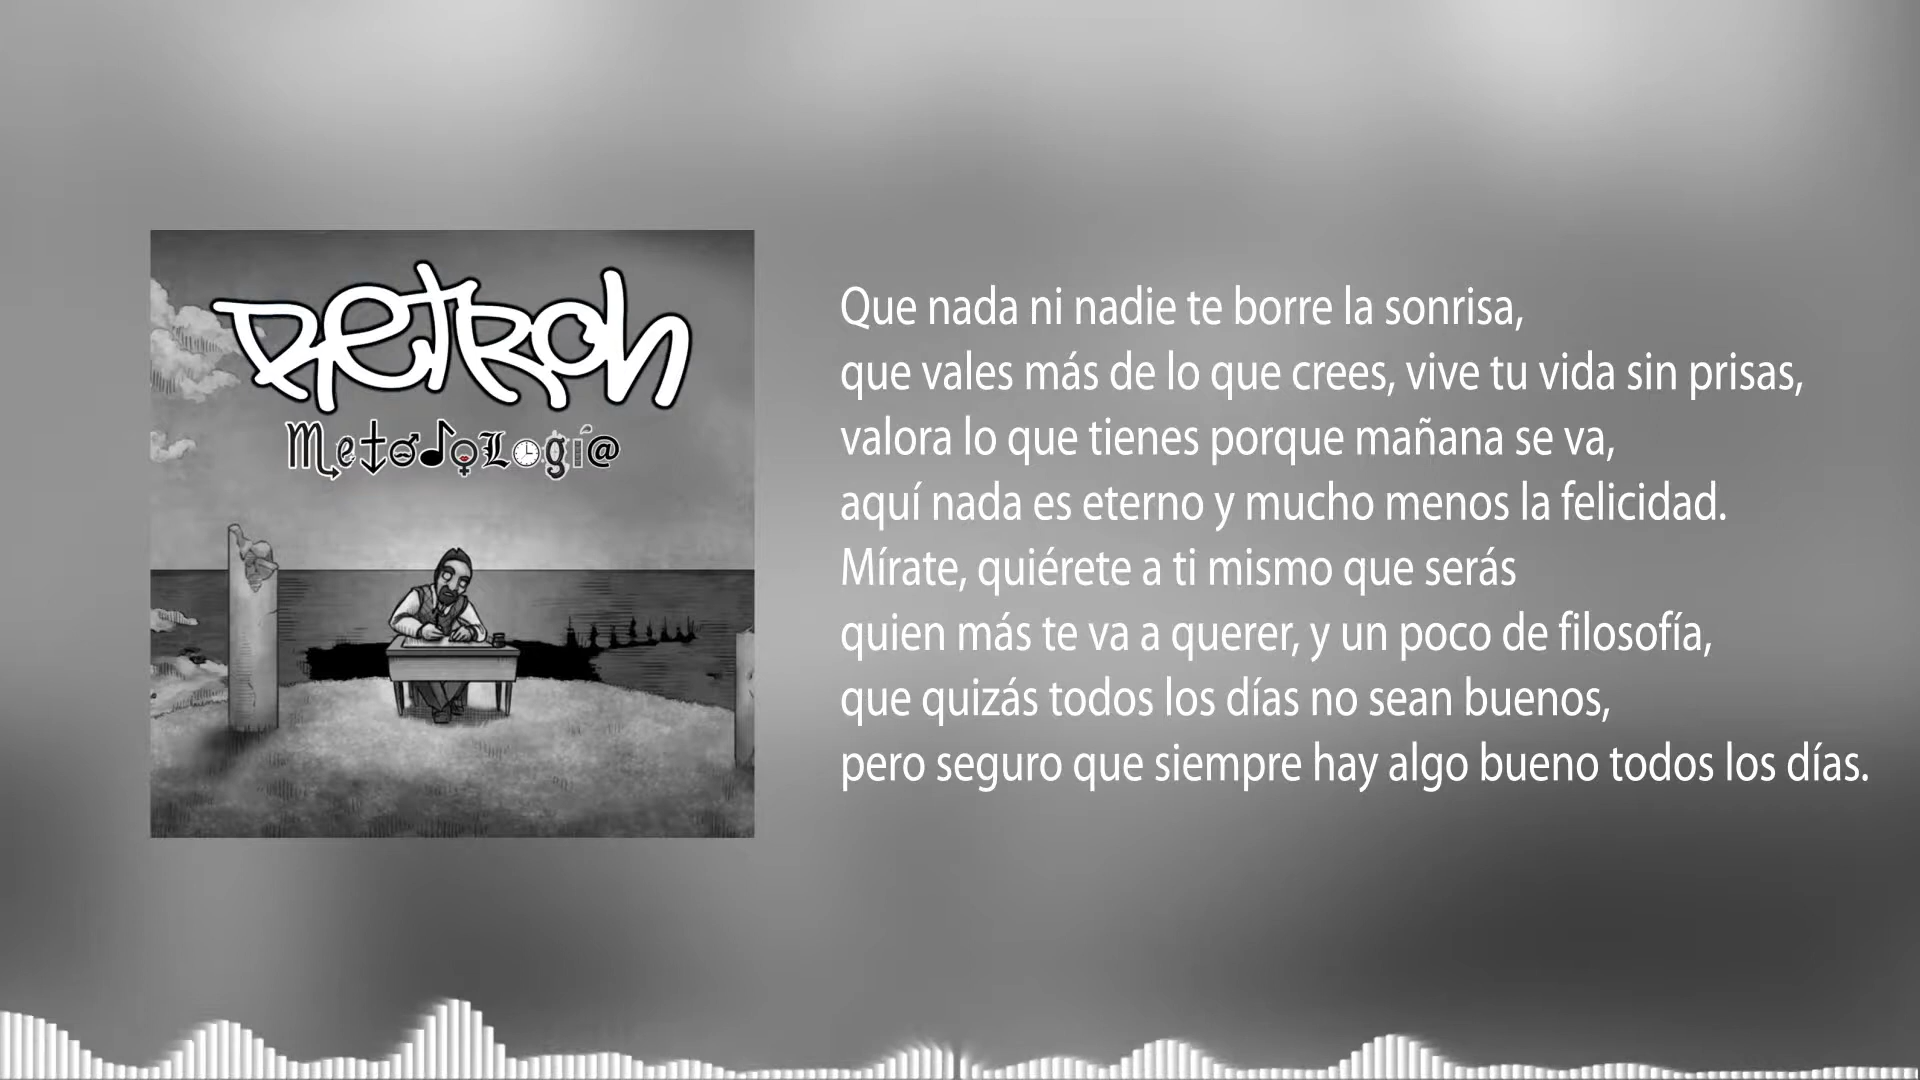 RETROH
Metodología
Que nada ni nadie te borre la sonrisa,
que vales más de lo que crees, vive tu vida sin prisas,
valora lo que tienes porque mañana se va,
aquí nada es eterno y mucho menos la felicidad.
Mírate, quiérete a ti mismo que serás
quien más te va a querer, y un poco de filosofía,
que quizás todos los días no sean buenos,
pero seguro que siempre hay algo bueno todos los días.